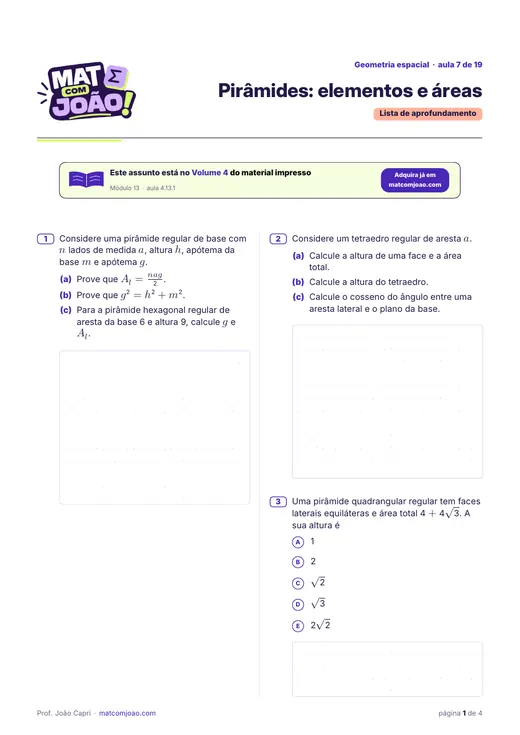 MAT Σ
COM
JOÃO!
Geometria espacial · aula 7 de 19
Pirâmides: elementos e áreas
Lista de aprofundamento
Este assunto está no Volume 4 do material impresso
Módulo 13 · aula 4.13.1
Adquira já em
matcomjoao.com
1 Considere uma pirâmide regular de base com
n lados de medida a, altura h, apótema da
base m e apótema g.
(a) Prove que A_l = nag/2.
(b) Prove que g² = h² + m².
(c) Para a pirâmide hexagonal regular de
aresta da base 6 e altura 9, calcule g e
A_l.
2 Considere um tetraedro regular de aresta a.
(a) Calcule a altura de uma face e a área
total.
(b) Calcule a altura do tetraedro.
(c) Calcule o cosseno do ângulo entre uma
aresta lateral e o plano da base.
3 Uma pirâmide quadrangular regular tem faces
laterais equiláteras e área total 4 + 4√3. A
sua altura é
A 1
B 2
C √2
D √3
E 2√2
Prof. João Capri · matcomjoao.com
página 1 de 4